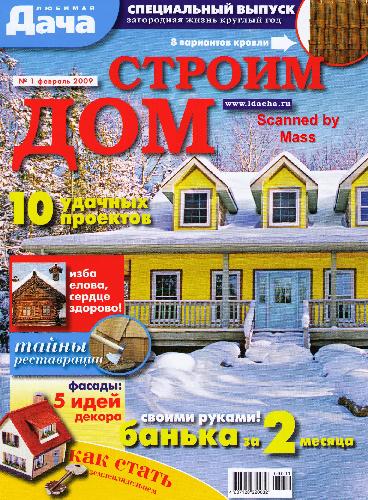 ЛЮБИМАЯ
Дача
СПЕЦИАЛЬНЫЙ ВЫПУСК
загородная жизнь круглый год
8 вариантов кровли
№ 1 февраль 2009
СТРОИМ
www.ldacha.ru
ДОМ
Scanned by
Mass
10 удачных
проектов
изба
елова,
сердце
здорово!
тайны
реставрации
фасады:
5 идей
декора
своими руками!
банька за 2 месяца
как стать
землевладельцем